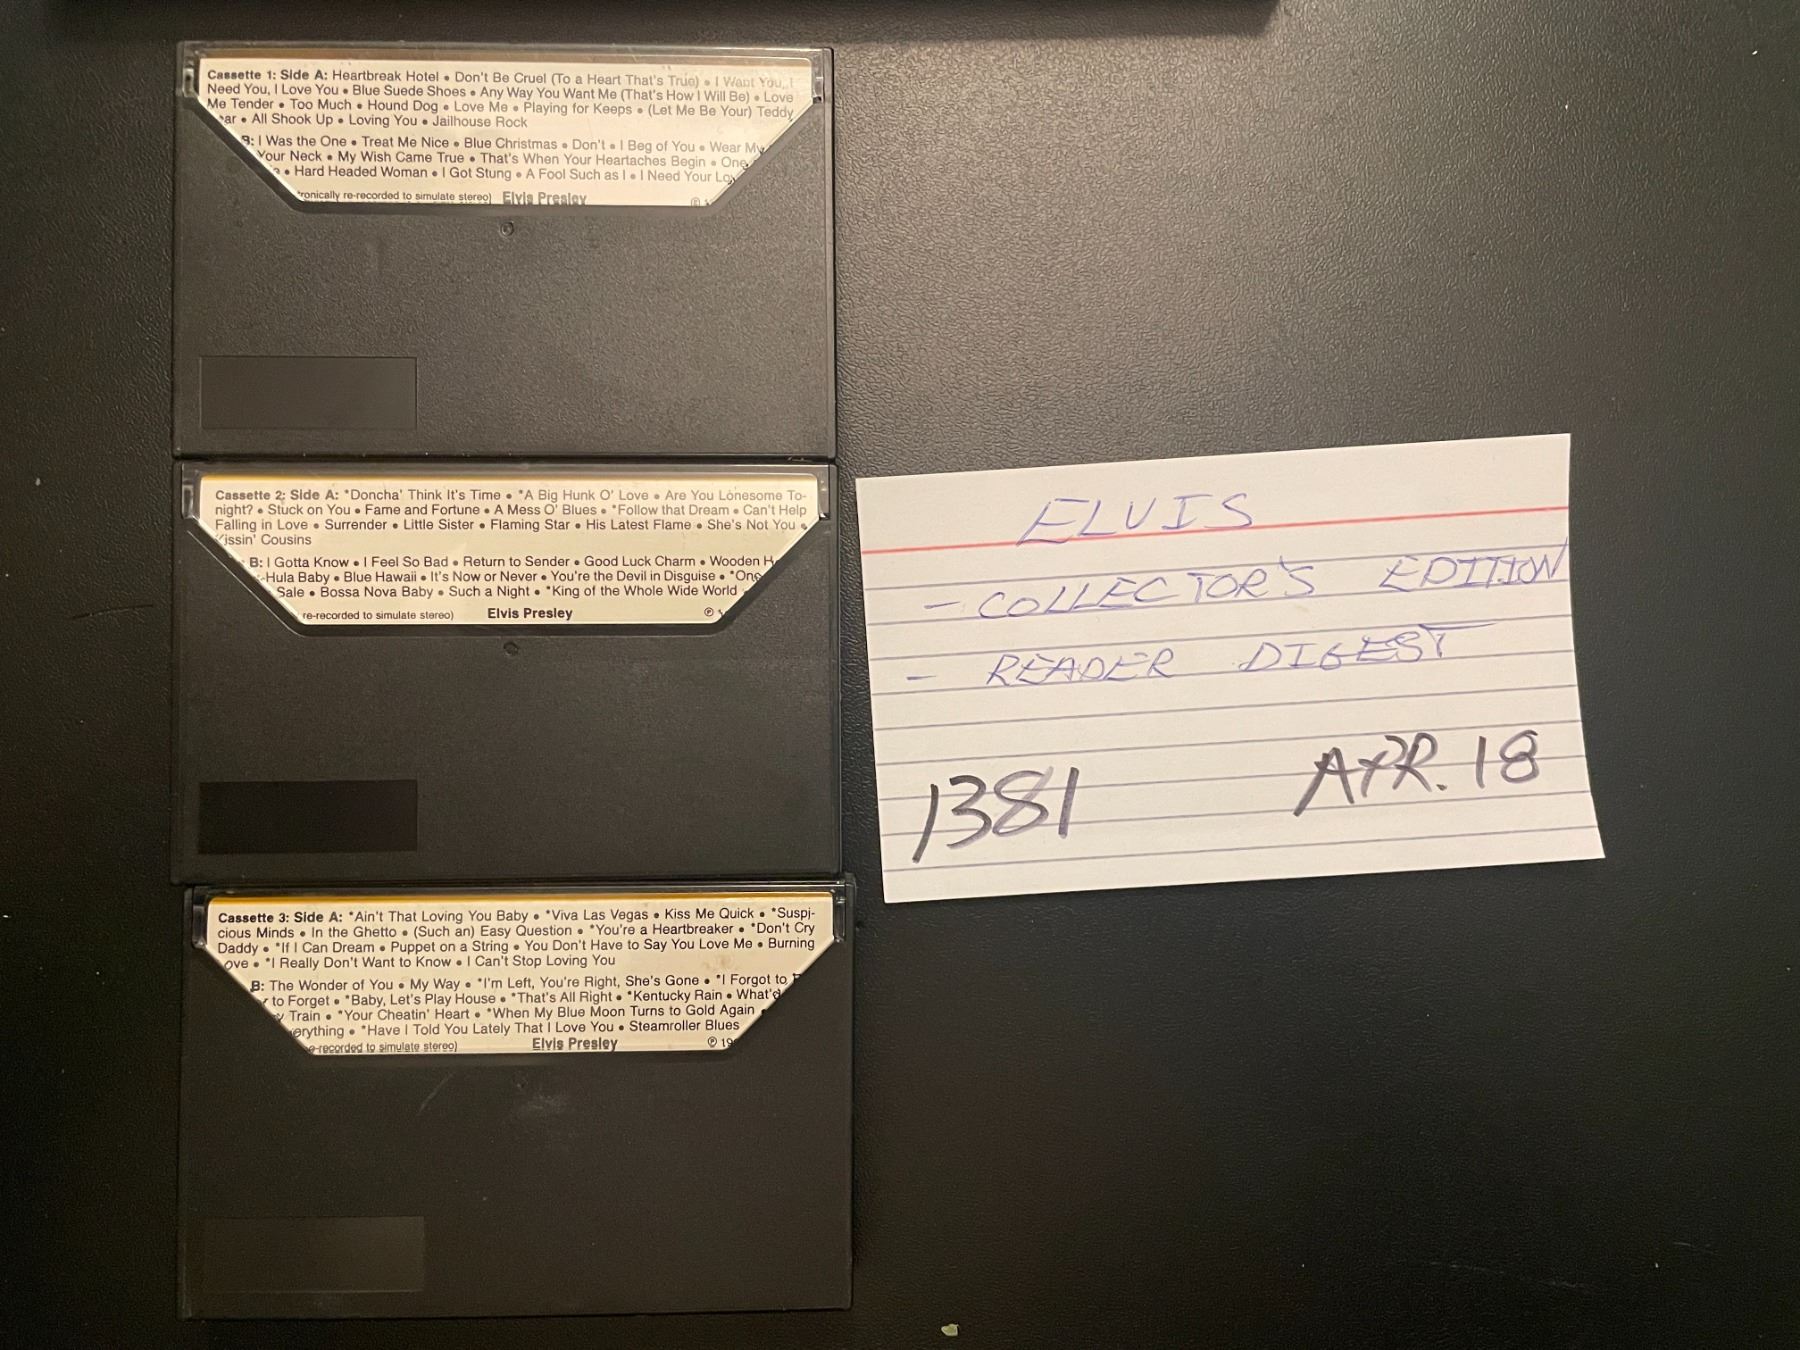 Cassette 1: Side A: Heartbreak Hotel • Don't Be Cruel (To a Heart That's True) • I Want You, I
Need You, I Love You • Blue Suede Shoes • Any Way You Want Me (That's How I Will Be) • Love
Me Tender • Too Much • Hound Dog • Love Me • Playing for Keeps • (Let Me Be Your) Teddy
ar • All Shook Up • Loving You • Jailhouse Rock
B: I Was the One • Treat Me Nice • Blue Christmas • Don't • I Beg of You • Wear My
Your Neck • My Wish Came True • That's When Your Heartaches Begin • One
• Hard Headed Woman • I Got Stung • A Fool Such as I • I Need Your Lov
ronically re-recorded to simulate stereo) Elvis Presley ℗
Cassette 2: Side A: *Doncha' Think It's Time • *A Big Hunk O' Love • Are You Lonesome To-
night? • Stuck on You • Fame and Fortune • A Mess O' Blues • *Follow that Dream • Can't Help
Falling in Love • Surrender • Little Sister • Flaming Star • His Latest Flame • She's Not You •
Kissin' Cousins
B: I Gotta Know • I Feel So Bad • Return to Sender • Good Luck Charm • Wooden H
-Hula Baby • Blue Hawaii • It's Now or Never • You're the Devil in Disguise • *One
Sale • Bossa Nova Baby • Such a Night • *King of the Whole Wide World
re-recorded to simulate stereo) Elvis Presley ℗
Cassette 3: Side A: *Ain't That Loving You Baby • *Viva Las Vegas • Kiss Me Quick • *Suspi-
cious Minds • In the Ghetto • (Such an) Easy Question • *You're a Heartbreaker • *Don't Cry
Daddy • *If I Can Dream • Puppet on a String • You Don't Have to Say You Love Me • Burning
ove • *I Really Don't Want to Know • I Can't Stop Loving You
B: The Wonder of You • My Way • *I'm Left, You're Right, She's Gone • *I Forgot to
to Forget • *Baby, Let's Play House • *That's All Right • *Kentucky Rain • What'd
y Train • *Your Cheatin' Heart • *When My Blue Moon Turns to Gold Again •
erything • *Have I Told You Lately That I Love You • Steamroller Blues
e-recorded to simulate stereo) Elvis Presley ℗ 19
ELVIS
- COLLECTOR'S EDITION
- READER DIGEST
1381 APR. 18